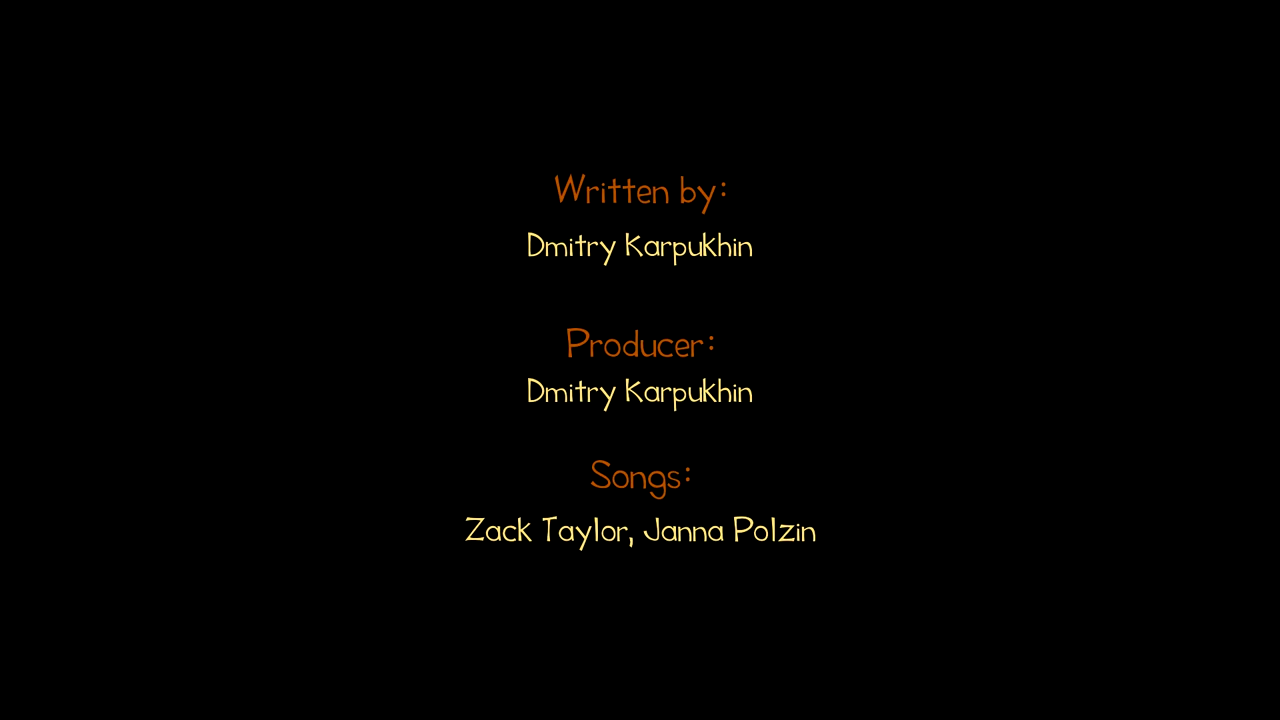 Written by:
Dmitry Karpukhin
Producer:
Dmitry Karpukhin
Songs:
Zack Taylor, Janna Polzin